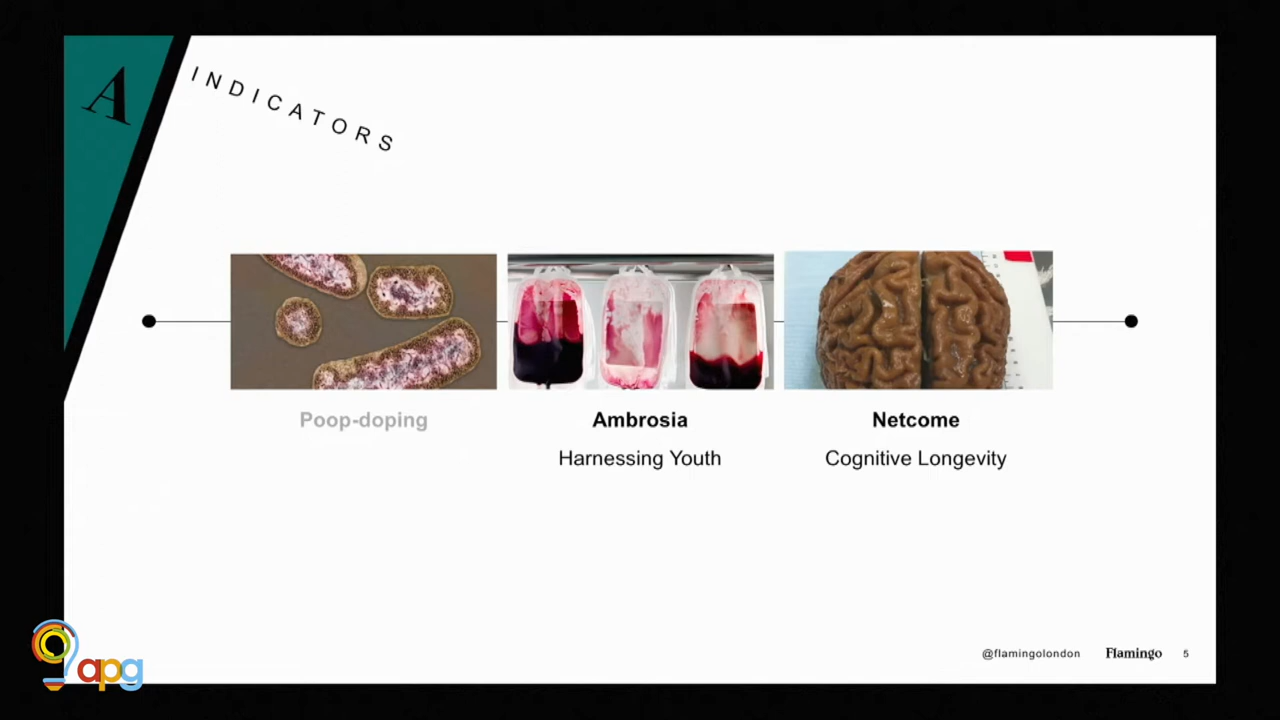 A
INDICATORS
Poop-doping
Ambrosia
Netcome
Harnessing Youth
Cognitive Longevity
@flamingolondon
Flamingo
5
apg